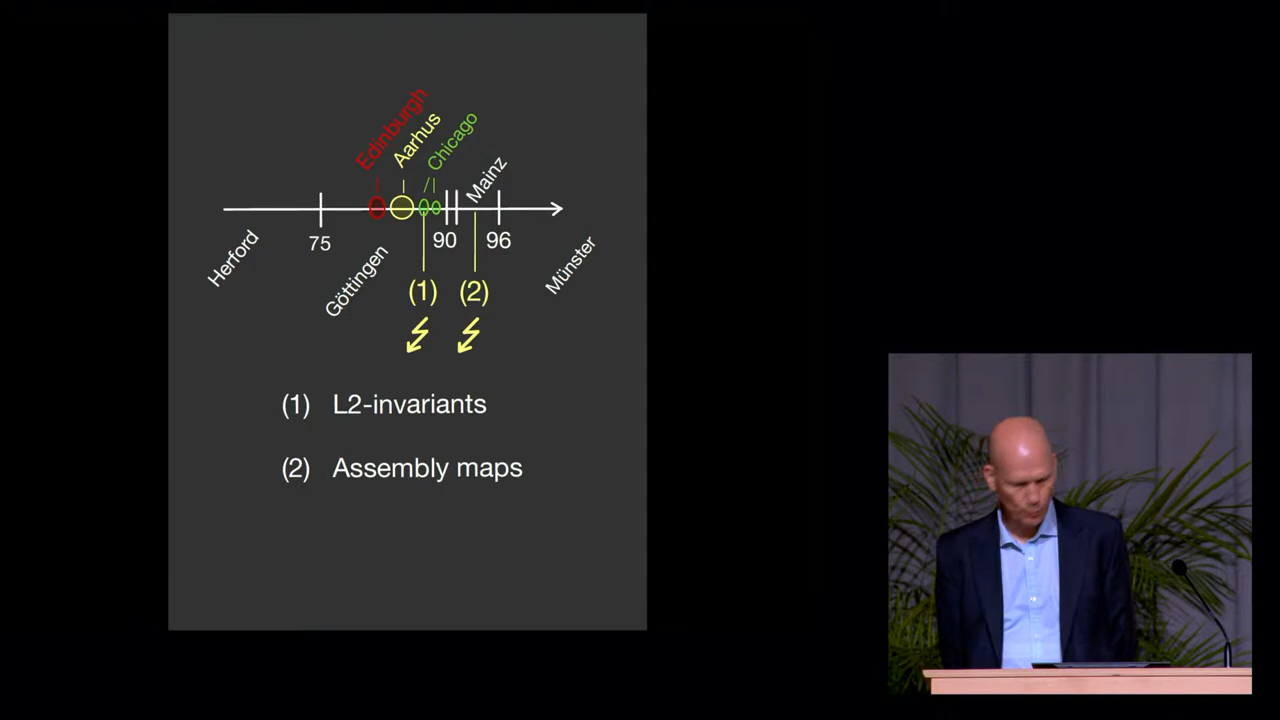 Edinburgh
Aarhus
Chicago
Mainz
75
90
96
Herford
Göttingen
Münster
(1) (2)
(1) L2-invariants
(2) Assembly maps